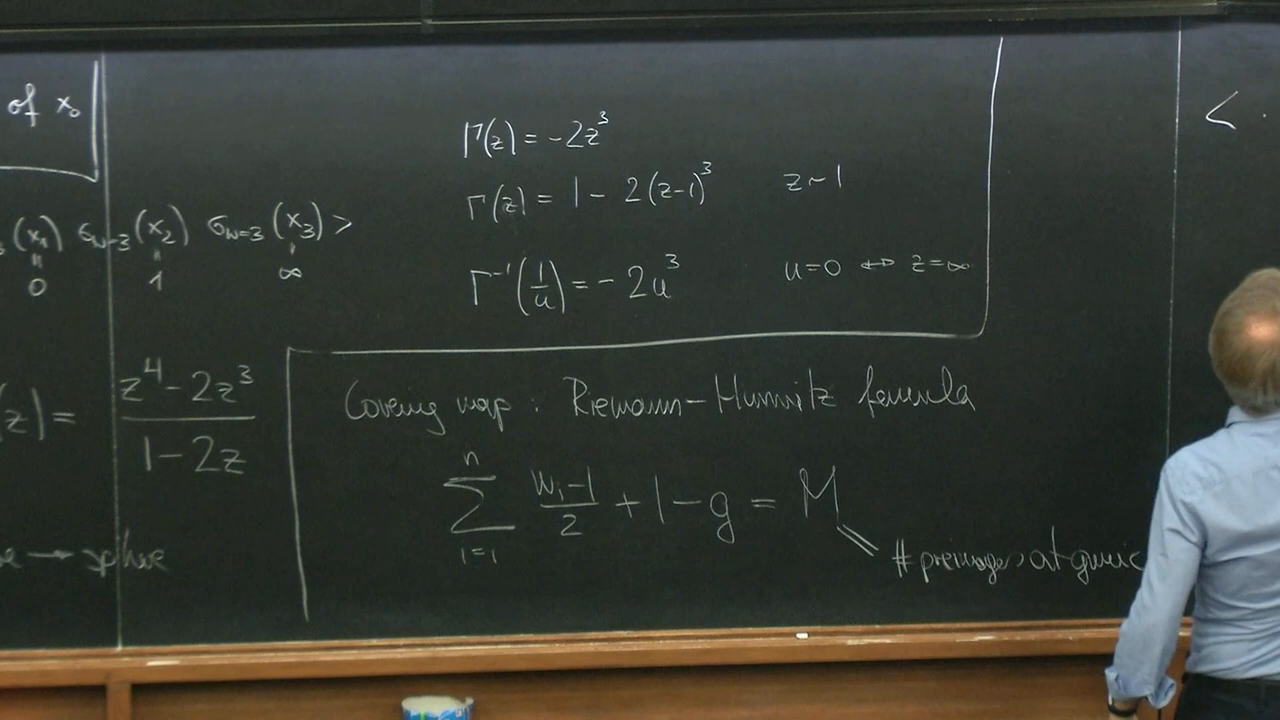 of x₀
Γ(z) = -2z³
Γ(z) = 1 - 2(z-1)³ z~1
Γ⁻¹(1/u) = -2u³ u=0 ↔ z=∞
(x₁) σ_{w=3}(x₂) σ_{w=3}(x₃)>
" " "
0 1 ∞
(z) = (z⁴-2z³)/(1-2z)
→ sphere
Covering map : Riemann-Hurwitz formula
∑_{i=1}^{n} (w_i-1)/2 + 1 - g = M
# preimages at generic
< .